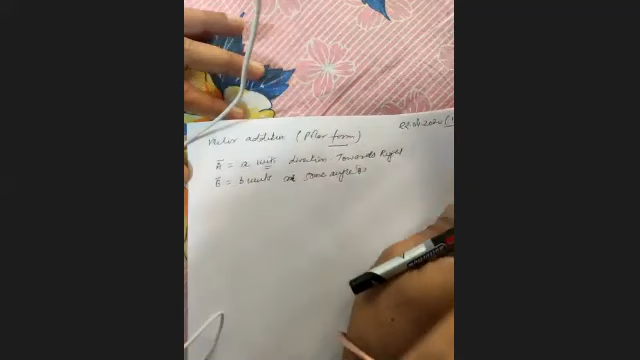 Vector addition (Polar form)
Ā = a units direction Towards Right
B̄ = b units at some angle